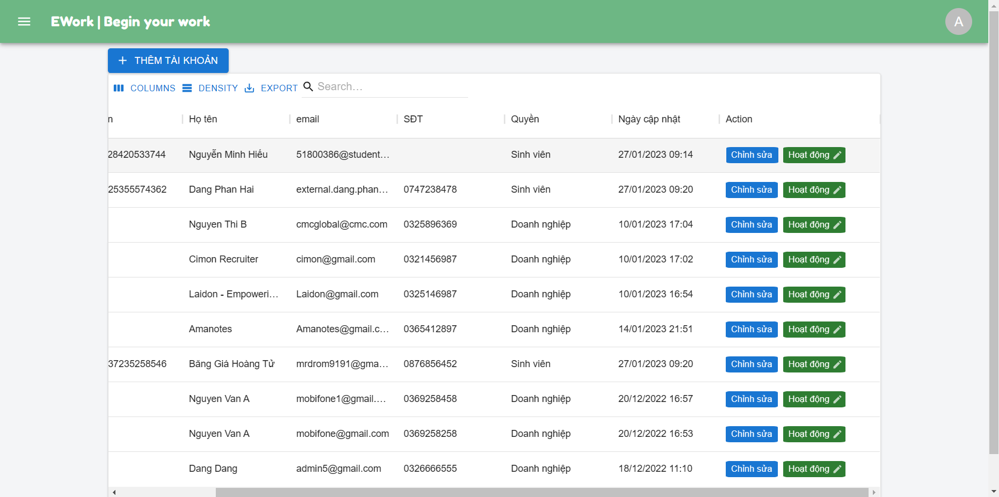 EWork | Begin your work
A
THÊM TÀI KHOẢN
COLUMNS DENSITY EXPORT Search…
n Họ tên email SĐT Quyền Ngày cập nhật Action
28420533744 Nguyễn Minh Hiếu 51800386@student… Sinh viên 27/01/2023 09:14 Chỉnh sửa Hoạt động
25355574362 Dang Phan Hai external.dang.phan… 0747238478 Sinh viên 27/01/2023 09:20 Chỉnh sửa Hoạt động
Nguyen Thi B cmcglobal@cmc.com 0325896369 Doanh nghiệp 10/01/2023 17:04 Chỉnh sửa Hoạt động
Cimon Recruiter cimon@gmail.com 0321456987 Doanh nghiệp 10/01/2023 17:02 Chỉnh sửa Hoạt động
Laidon - Empoweri… Laidon@gmail.com 0325146987 Doanh nghiệp 10/01/2023 16:54 Chỉnh sửa Hoạt động
Amanotes Amanotes@gmail.c… 0365412897 Doanh nghiệp 14/01/2023 21:51 Chỉnh sửa Hoạt động
37235258546 Băng Giá Hoàng Tử mrdrom9191@gma… 0876856452 Sinh viên 27/01/2023 09:20 Chỉnh sửa Hoạt động
Nguyen Van A mobifone1@gmail.… 0369258458 Doanh nghiệp 20/12/2022 16:57 Chỉnh sửa Hoạt động
Nguyen Van A mobifone@gmail.com 0369258258 Doanh nghiệp 20/12/2022 16:53 Chỉnh sửa Hoạt động
Dang Dang admin5@gmail.com 0326666555 Doanh nghiệp 18/12/2022 11:10 Chỉnh sửa Hoạt động